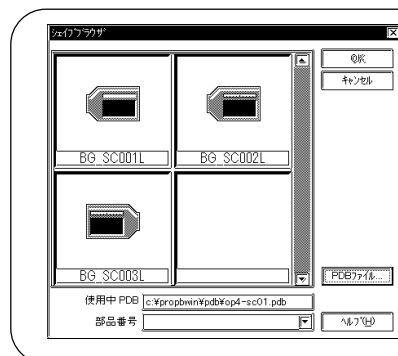 シェイプブラウザ
OK
キャンセル
BG_SC001L
BG_SC002L
BG_SC003L
PDBファイル...
使用中 PDB c:¥propbwin¥pdb¥op4-sc01.pdb
部品番号
ヘルプ(H)